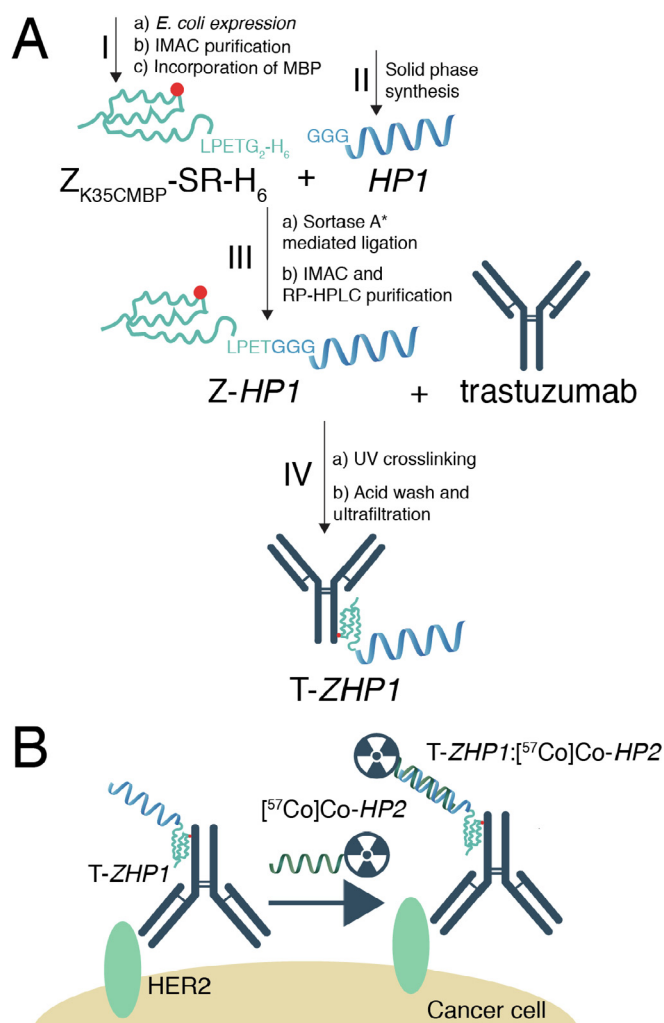 A
I
a) E. coli expression
b) IMAC purification
c) Incorporation of MBP
II
Solid phase
synthesis
LPETG₂-H₆
GGG
Z_K35CMBP-SR-H₆ + HP1
III
a) Sortase A*
mediated ligation
b) IMAC and
RP-HPLC purification
LPETGGG
Z-HP1 + trastuzumab
IV
a) UV crosslinking
b) Acid wash and
ultrafiltration
T-ZHP1
B
T-ZHP1:[⁵⁷Co]Co-HP2
[⁵⁷Co]Co-HP2
T-ZHP1
HER2
Cancer cell